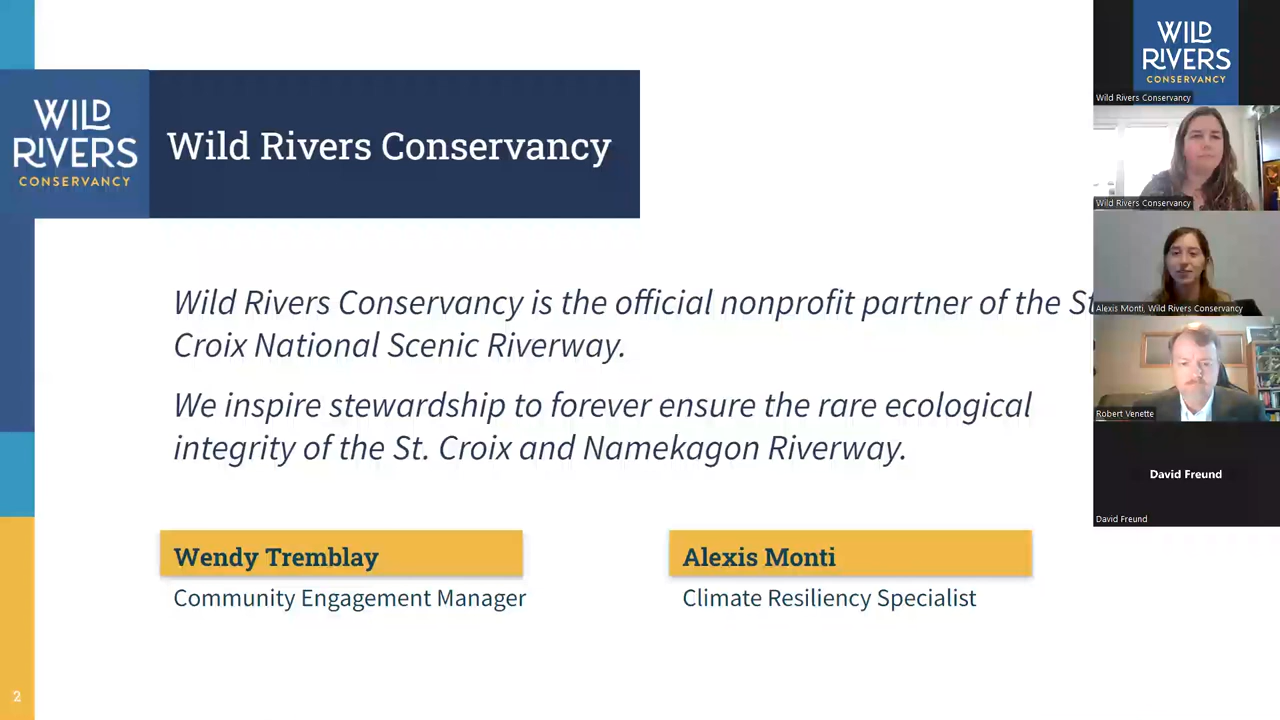 WILD
RIVERS
CONSERVANCY
Wild Rivers Conservancy
Wild Rivers Conservancy is the official nonprofit partner of the St
Croix National Scenic Riverway.
We inspire stewardship to forever ensure the rare ecological
integrity of the St. Croix and Namekagon Riverway.
Wendy Tremblay
Community Engagement Manager
Alexis Monti
Climate Resiliency Specialist
2
WILD
RIVERS
CONSERVANCY
Wild Rivers Conservancy
Wild Rivers Conservancy
Alexis Monti, Wild Rivers Conservancy
Robert Venette
David Freund
David Freund